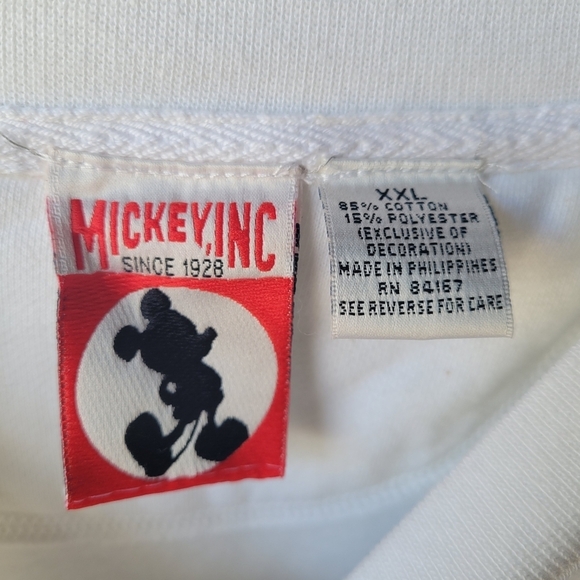 MICKEY, INC
SINCE 1928
XXL
85% COTTON
15% POLYESTER
(EXCLUSIVE OF
DECORATION)
MADE IN PHILIPPINES
RN 84167
SEE REVERSE FOR CARE